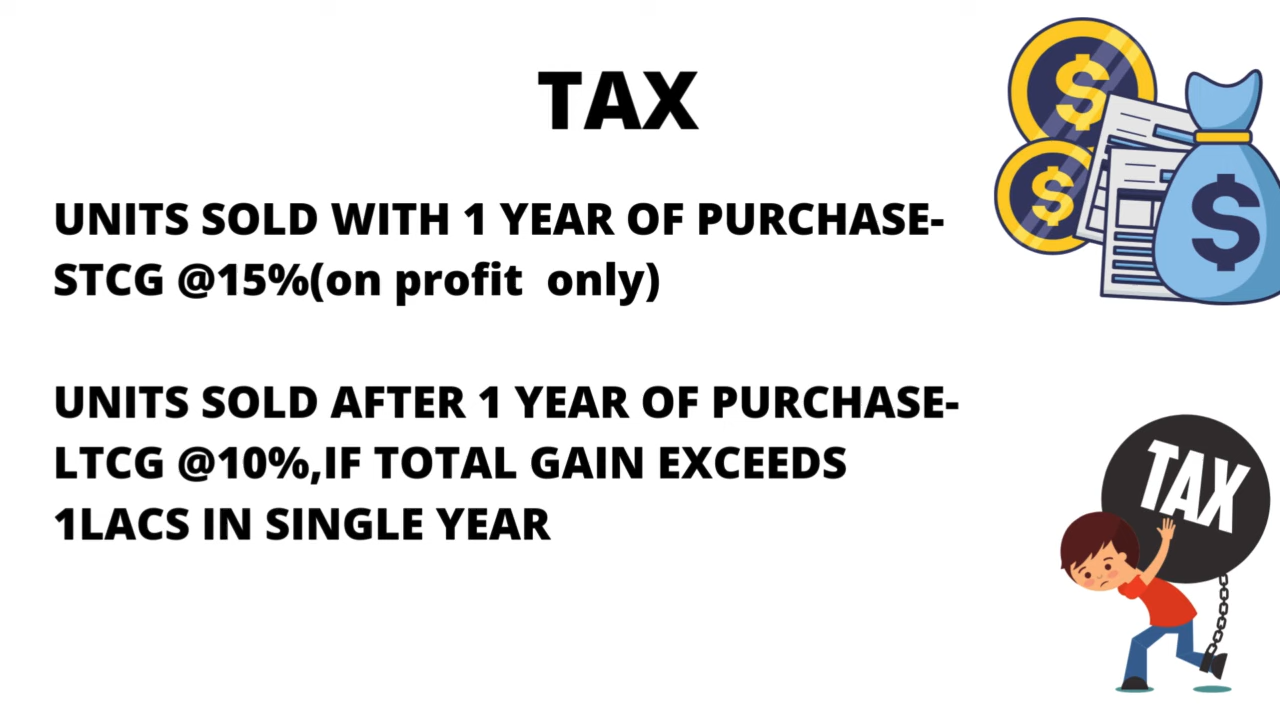 TAX
UNITS SOLD WITH 1 YEAR OF PURCHASE-
STCG @15%(on profit  only)
UNITS SOLD AFTER 1 YEAR OF PURCHASE-
LTCG @10%,IF TOTAL GAIN EXCEEDS
1LACS IN SINGLE YEAR
$
$
$
TAX